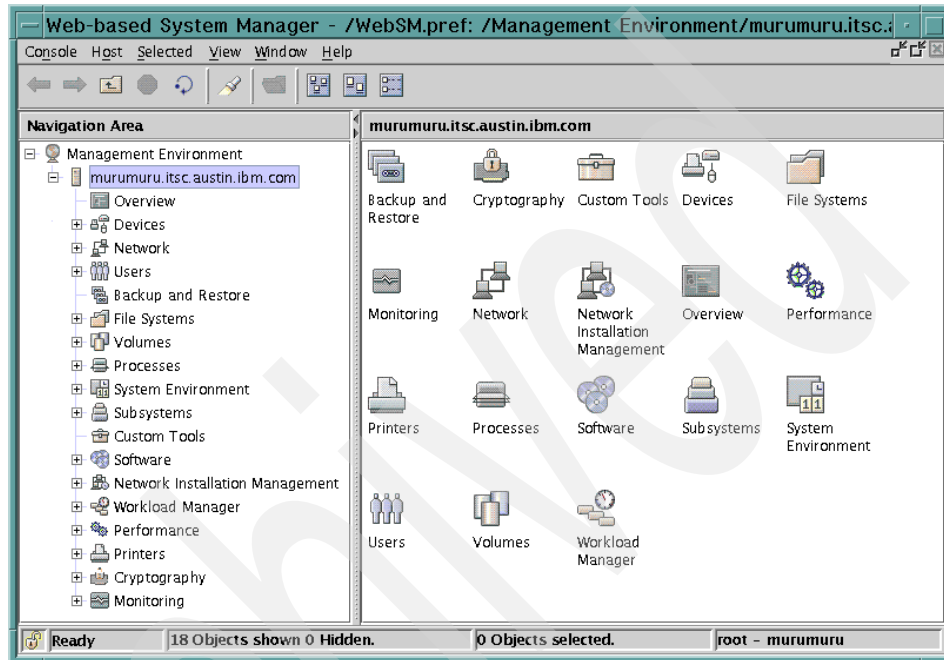 Web-based System Manager - /WebSM.pref: /Management Environment/murumuru.itsc.a
Console Host Selected View Window Help
Navigation Area
Management Environment
murumuru.itsc.austin.ibm.com
Overview
Devices
Network
Users
Backup and Restore
File Systems
Volumes
Processes
System Environment
Subsystems
Custom Tools
Software
Network Installation Management
Workload Manager
Performance
Printers
Cryptography
Monitoring
murumuru.itsc.austin.ibm.com
Backup and
Restore
Cryptography
Custom Tools
Devices
File Systems
Monitoring
Network
Network
Installation
Management
Overview
Performance
Printers
Processes
Software
Subsystems
System
Environment
Users
Volumes
Workload
Manager
Ready
18 Objects shown 0 Hidden.
0 Objects selected.
root - murumuru